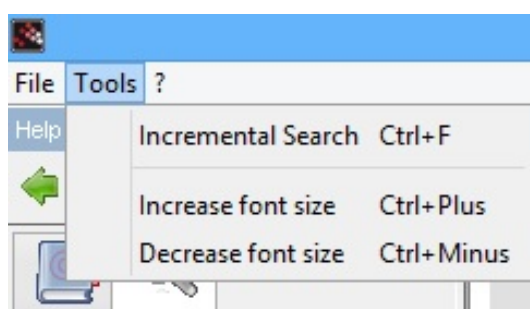 File Tools ?
Help
Incremental Search Ctrl+F
Increase font size Ctrl+Plus
Decrease font size Ctrl+Minus